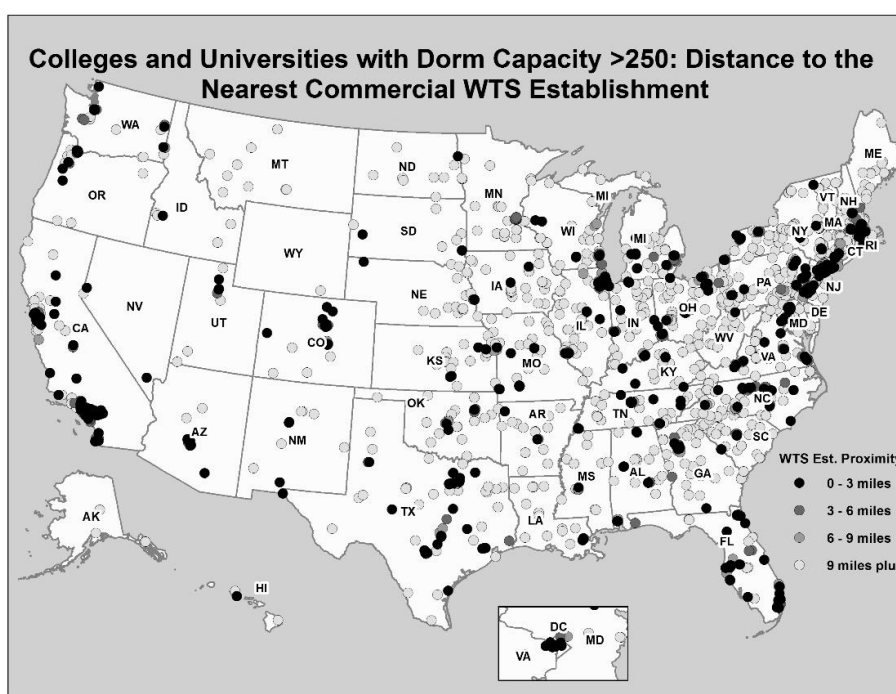 Colleges and Universities with Dorm Capacity >250: Distance to the
Nearest Commercial WTS Establishment
WA
MT
ND
MN
MI
ME
VT
NH
OR
ID
SD
WI
MI
NY
MA
CT
RI
WY
IA
PA
NJ
NV
NE
OH
DE
MD
CA
UT
CO
IL
IN
WV
VA
KS
MO
KY
OK
TN
NC
AZ
NM
AR
SC
MS
AL
GA
WTS Est. Proximity
0 - 3 miles
3 - 6 miles
6 - 9 miles
9 miles plu
AK
TX
LA
FL
HI
DC
MD
VA